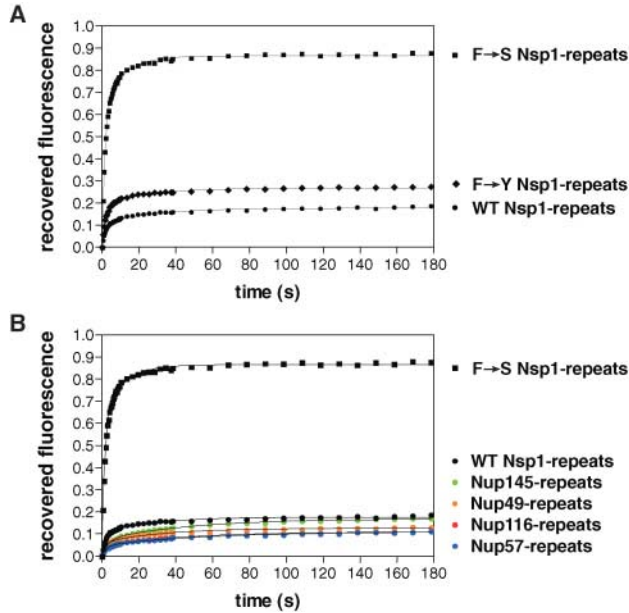 A
recovered fluorescence
1.0
0.9
0.8
0.7
0.6
0.5
0.4
0.3
0.2
0.1
0.0
0 20 40 60 80 100 120 140 160 180
time (s)
F→S Nsp1-repeats
F→Y Nsp1-repeats
WT Nsp1-repeats
B
recovered fluorescence
1.0
0.9
0.8
0.7
0.6
0.5
0.4
0.3
0.2
0.1
0.0
0 20 40 60 80 100 120 140 160 180
time (s)
F→S Nsp1-repeats
WT Nsp1-repeats
Nup145-repeats
Nup49-repeats
Nup116-repeats
Nup57-repeats